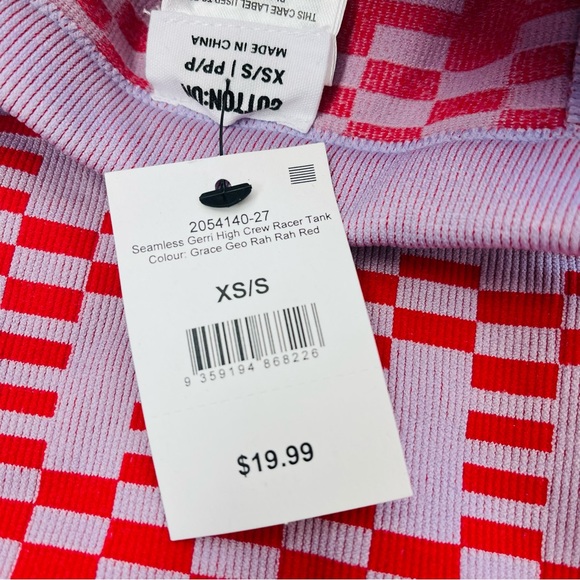 THIS CARE LABEL USED TO
MADE IN CHINA
XS/S | PP/P
COTTON:ON
2054140-27
Seamless Gerri High Crew Racer Tank
Colour: Grace Geo Rah Rah Red
XS/S
9 359194 868226
$19.99